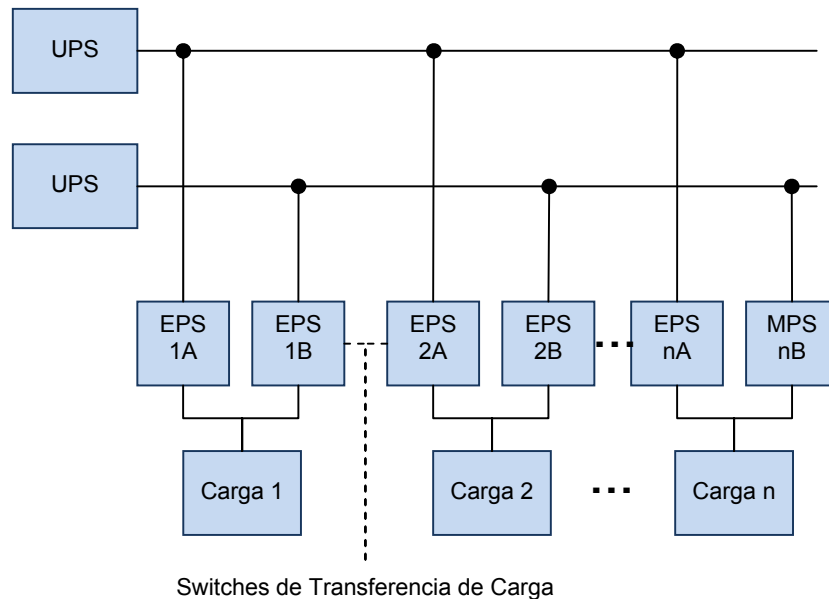 UPS
UPS
EPS
1A
EPS
1B
EPS
2A
EPS
2B
...
EPS
nA
MPS
nB
Carga 1
Carga 2
...
Carga n
Switches de Transferencia de Carga